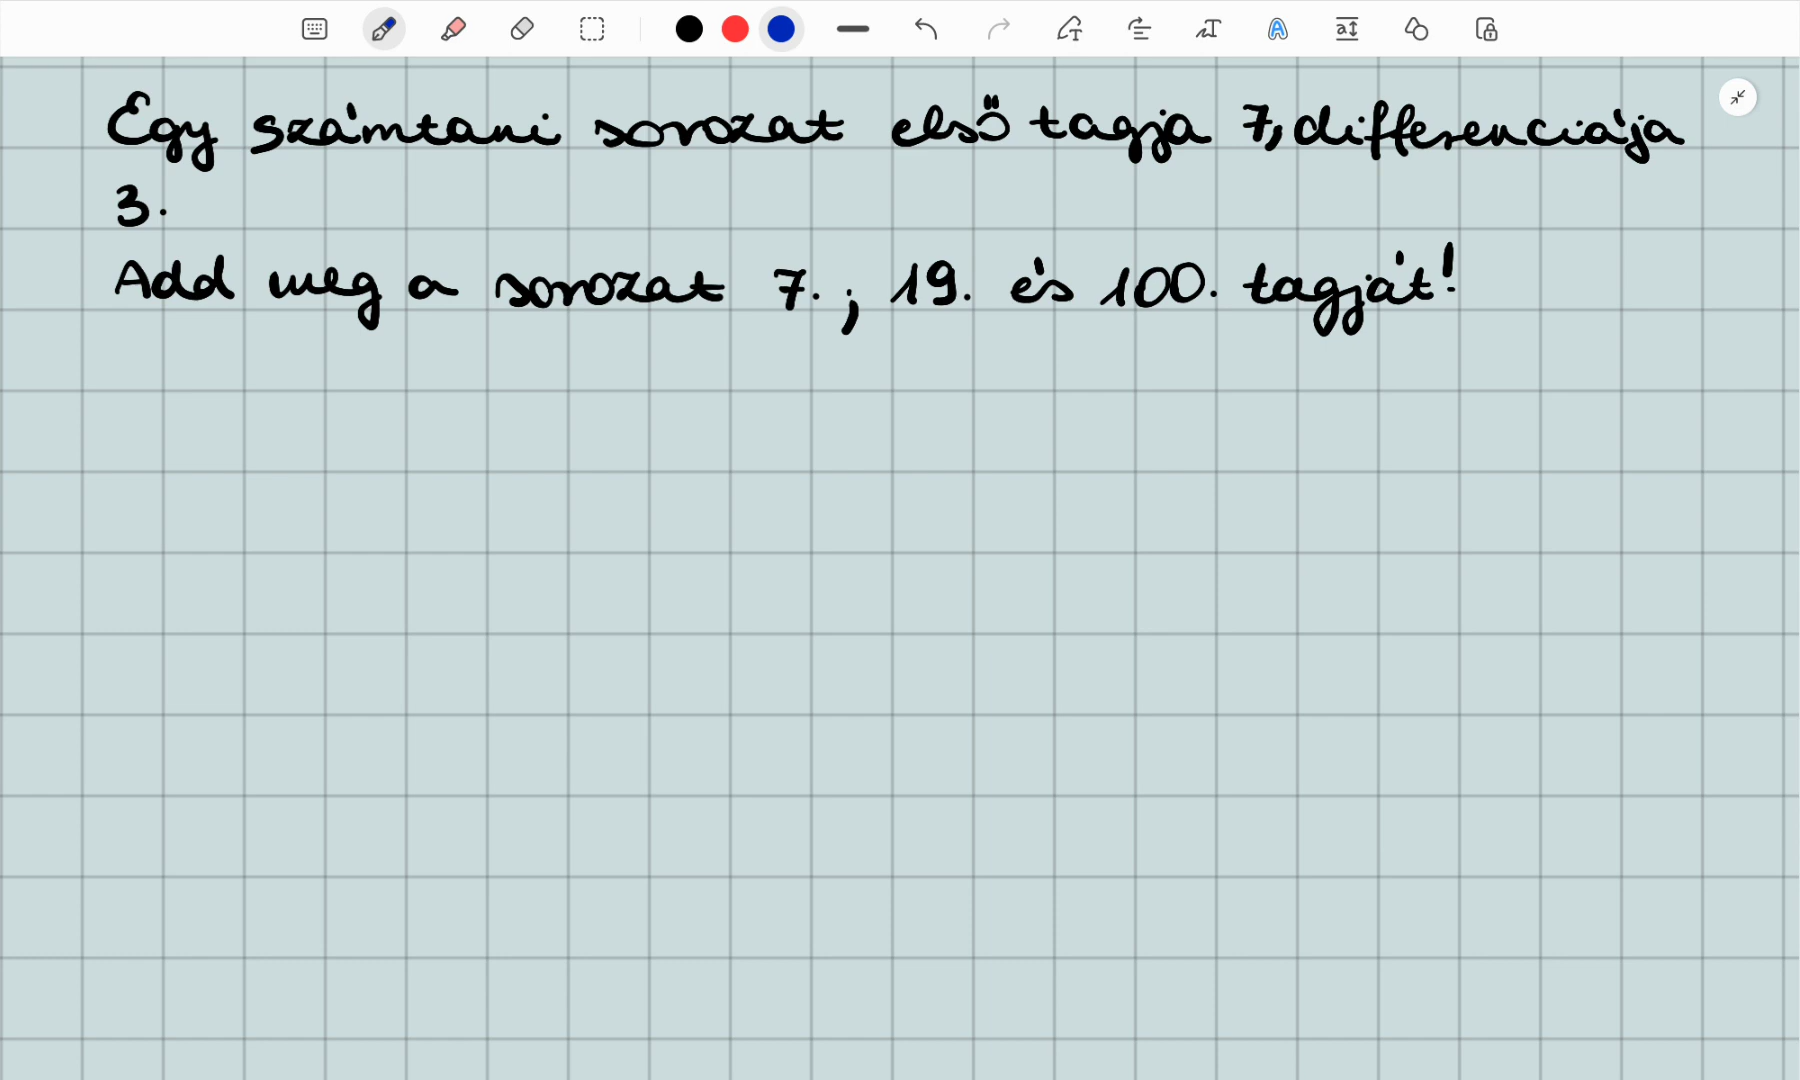 Egy számtani sorozat első tagja 7, differenciája
3.
Add meg a sorozat 7.; 19. és 100. tagját!